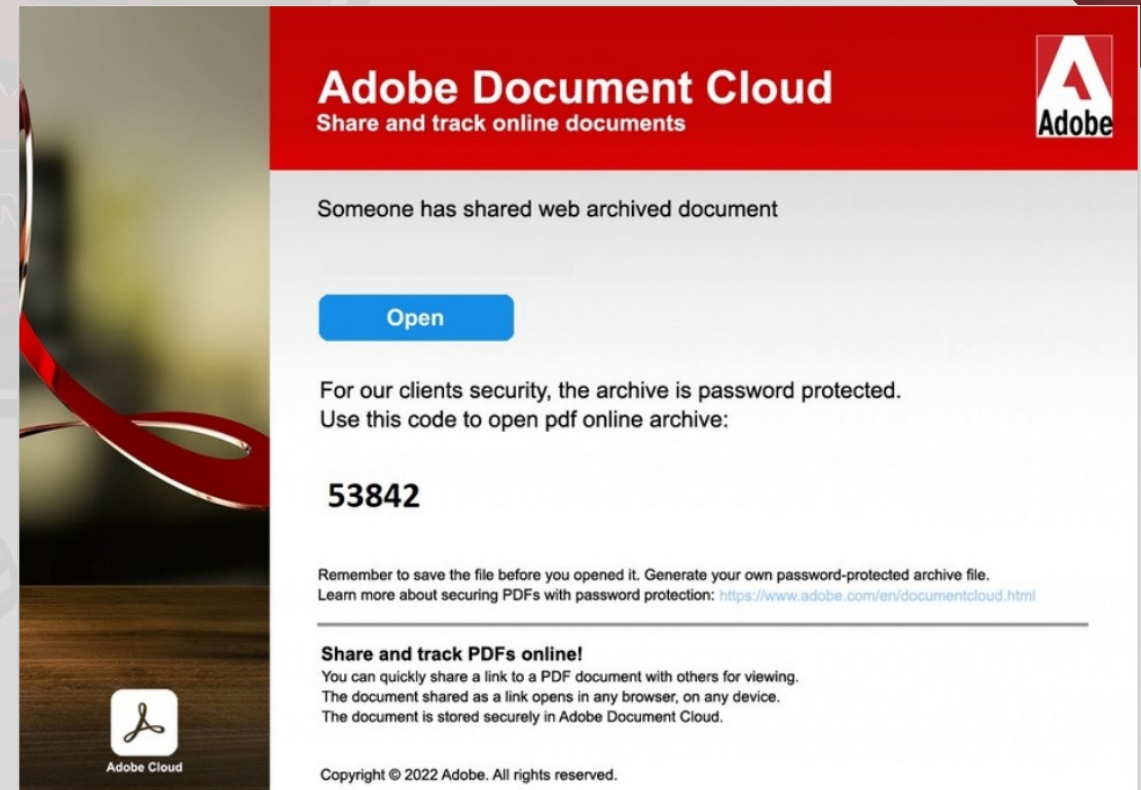 Adobe Document Cloud
Share and track online documents
Adobe
Someone has shared web archived document
Open
For our clients security, the archive is password protected.
Use this code to open pdf online archive:
53842
Remember to save the file before you opened it. Generate your own password-protected archive file.
Learn more about securing PDFs with password protection: https://www.adobe.com/en/documentcloud.html
Share and track PDFs online!
You can quickly share a link to a PDF document with others for viewing.
The document shared as a link opens in any browser, on any device.
The document is stored securely in Adobe Document Cloud.
Adobe Cloud
Copyright © 2022 Adobe. All rights reserved.